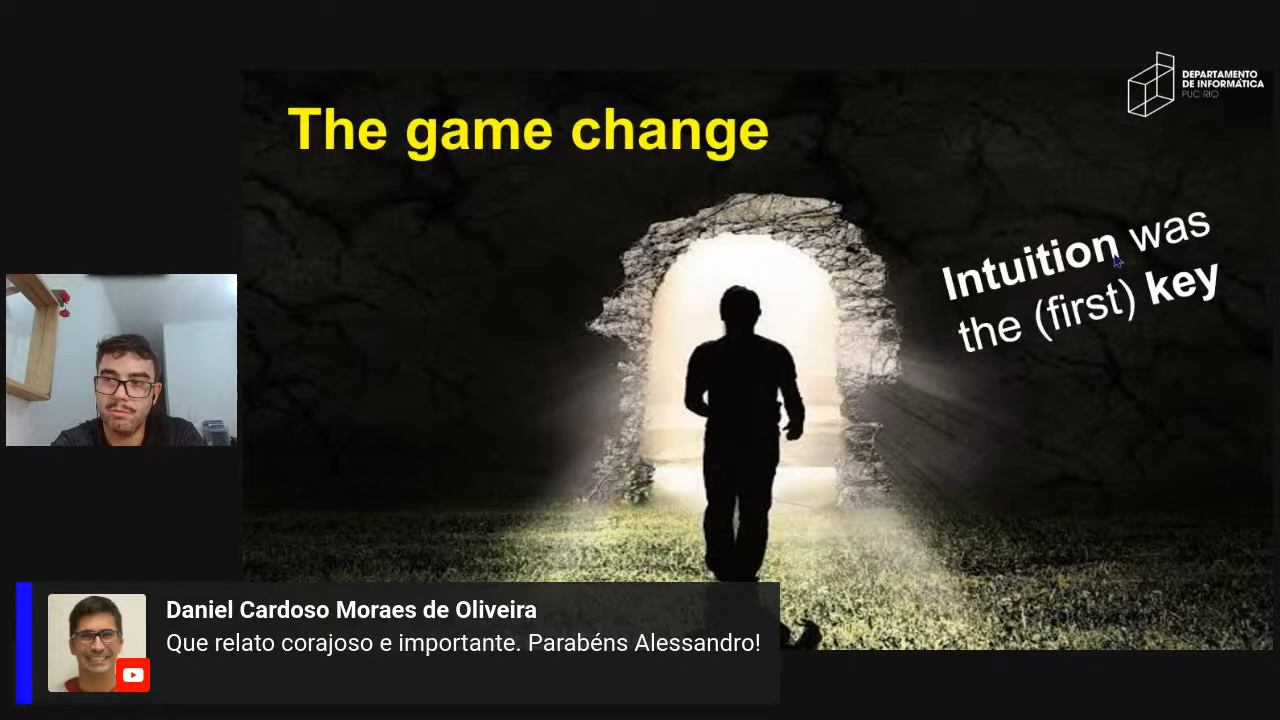 DEPARTAMENTO
DE INFORMÁTICA
PUC-RIO
The game change
Intuition was
the (first) key
Daniel Cardoso Moraes de Oliveira
Que relato corajoso e importante. Parabéns Alessandro!